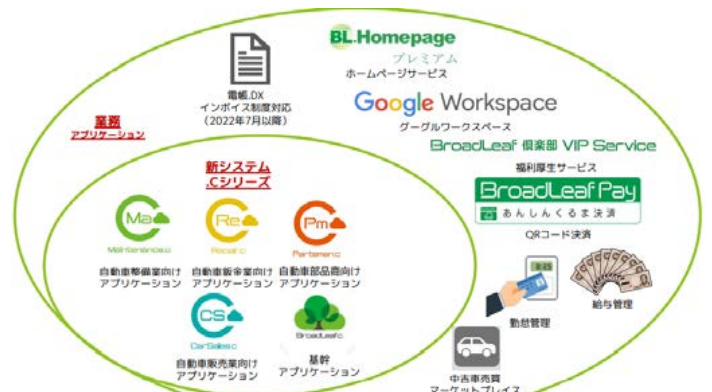 BL.Homepage
プレミアム
ホームページサービス
電帳.DX
インボイス制度対応
(2022年7月以降)
Google Workspace
グーグルワークスペース
業務
アプリケーション
BroadLeaf 倶楽部 VIP Service
福利厚生サービス
新システム
.Cシリーズ
BroadLeaf Pay
あんしんくるま決済
QRコード決済
Ma
Maintenance.c
Re
Repair.c
Pm
Partsman.c
自動車整備業向け
アプリケーション
自動車鈑金業向け
アプリケーション
自動車部品商向け
アプリケーション
勤怠管理
給与管理
CS
CarSales.c
BroadLeaf.c
自動車販売業向け
アプリケーション
基幹
アプリケーション
中古車売買
マーケットプレイス